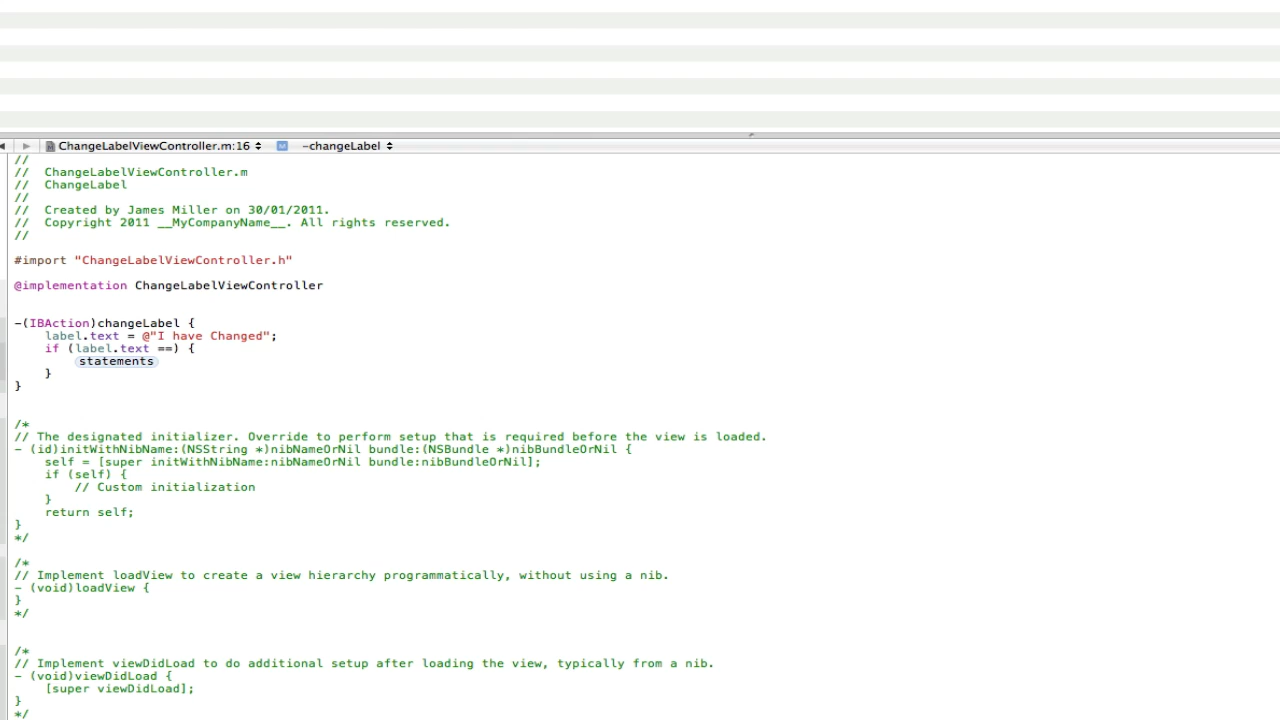 ChangeLabelViewController.m:16 M -changeLabel
//
//  ChangeLabelViewController.m
//  ChangeLabel
//
//  Created by James Miller on 30/01/2011.
//  Copyright 2011 __MyCompanyName__. All rights reserved.
//
#import "ChangeLabelViewController.h"
@implementation ChangeLabelViewController
-(IBAction)changeLabel {
    label.text = @"I have Changed";
    if (label.text ==) {
        statements
    }
}
/*
// The designated initializer. Override to perform setup that is required before the view is loaded.
- (id)initWithNibName:(NSString *)nibNameOrNil bundle:(NSBundle *)nibBundleOrNil {
    self = [super initWithNibName:nibNameOrNil bundle:nibBundleOrNil];
    if (self) {
        // Custom initialization
    }
    return self;
}
*/
/*
// Implement loadView to create a view hierarchy programmatically, without using a nib.
- (void)loadView {
}
*/
/*
// Implement viewDidLoad to do additional setup after loading the view, typically from a nib.
- (void)viewDidLoad {
    [super viewDidLoad];
}
*/